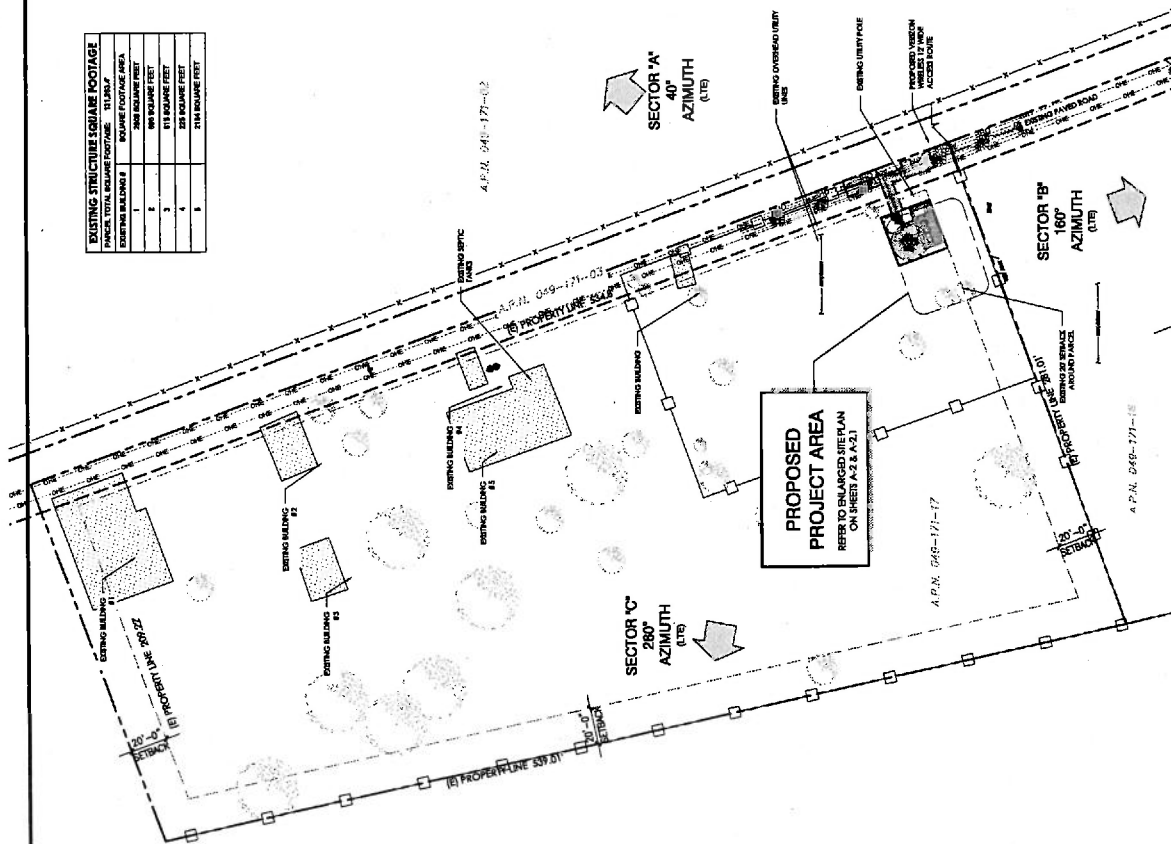 EXISTING STRUCTURE SQUARE FOOTAGE
PARCEL TOTAL SQUARE FOOTAGE:
EXISTING BUILDING # SQUARE FOOTAGE AREA
1 SQUARE FEET
2 SQUARE FEET
3 SQUARE FEET
4 225 SQUARE FEET
5 SQUARE FEET
A.P.N. 049-171-02
SECTOR "A"
40°
AZIMUTH
(LTE)
EXISTING OVERHEAD UTILITY
LINES
EXISTING UTILITY POLE
PROPOSED VERIZON
WIRELESS 12' WIDE
ACCESS ROUTE
EXISTING PAVED ROAD
SECTOR "B"
160°
AZIMUTH
(LTE)
EXISTING SEPTIC
TANKS
A.P.N. 049-171-03
(E) PROPERTY LINE
EXISTING BUILDING
#1
EXISTING BUILDING
#2
EXISTING BUILDING
#3
EXISTING BUILDING
#4
EXISTING BUILDING
#5
EXISTING BUILDING
PROPOSED
PROJECT AREA
REFER TO ENLARGED SITE PLAN
ON SHEETS A-2 & A-2.1
EXISTING 20' SETBACKS
AROUND PARCEL
(E) PROPERTY LINE 261.01'
A.P.N. 049-171-17
20'-0"
SETBACK
SECTOR "C"
280°
AZIMUTH
(LTE)
(E) PROPERTY LINE 209.22'
20'-0"
SETBACK
20'-0"
SETBACK
(E) PROPERTY LINE 539.01'